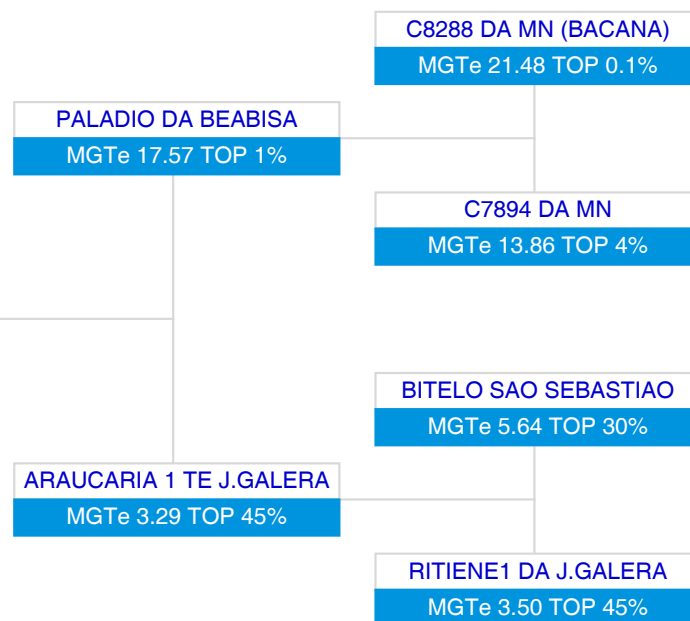 C8288 DA MN (BACANA)
MGTe 21.48 TOP 0.1%
PALADIO DA BEABISA
MGTe 17.57 TOP 1%
C7894 DA MN
MGTe 13.86 TOP 4%
BITELO SAO SEBASTIAO
MGTe 5.64 TOP 30%
ARAUCARIA 1 TE J.GALERA
MGTe 3.29 TOP 45%
RITIENE1 DA J.GALERA
MGTe 3.50 TOP 45%